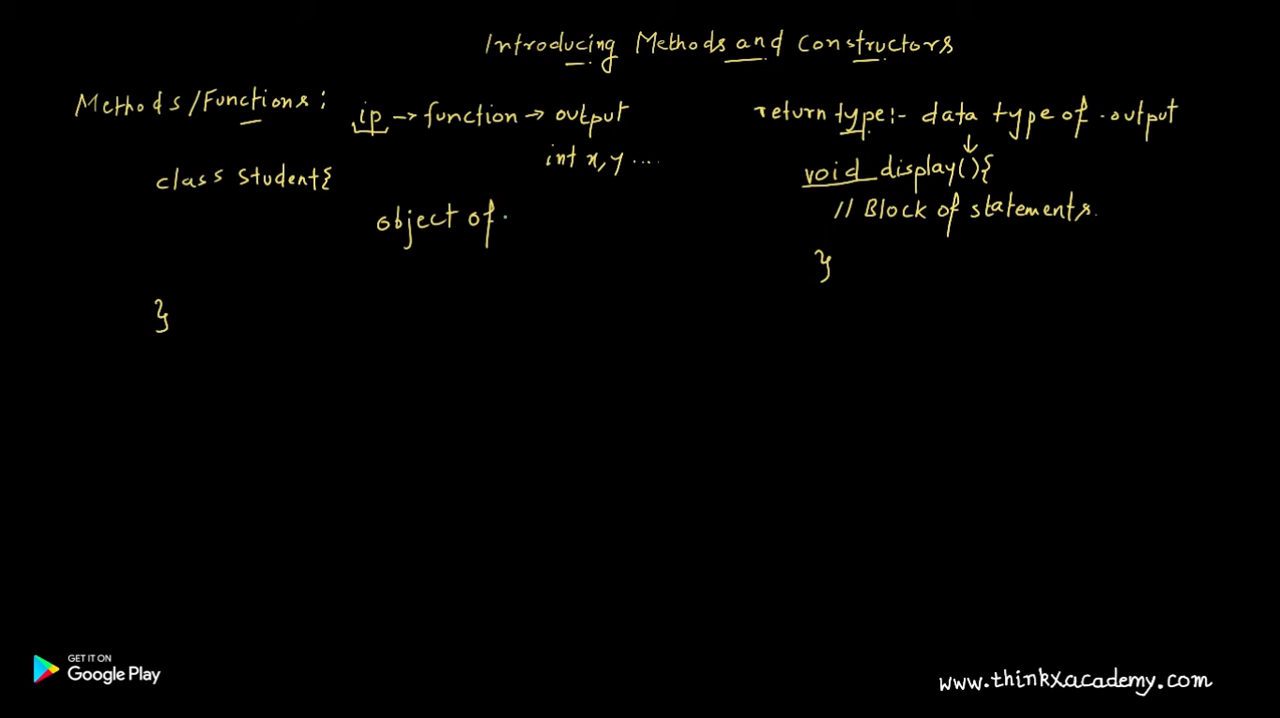 Introducing Methods and Constructors
Methods/Functions:
ip → function → output
int x, y ....
class Student{
object of
}
return type:- data type of output
↓
void display(){
// Block of statements.
}
GET IT ON
Google Play
www.thinkxacademy.com